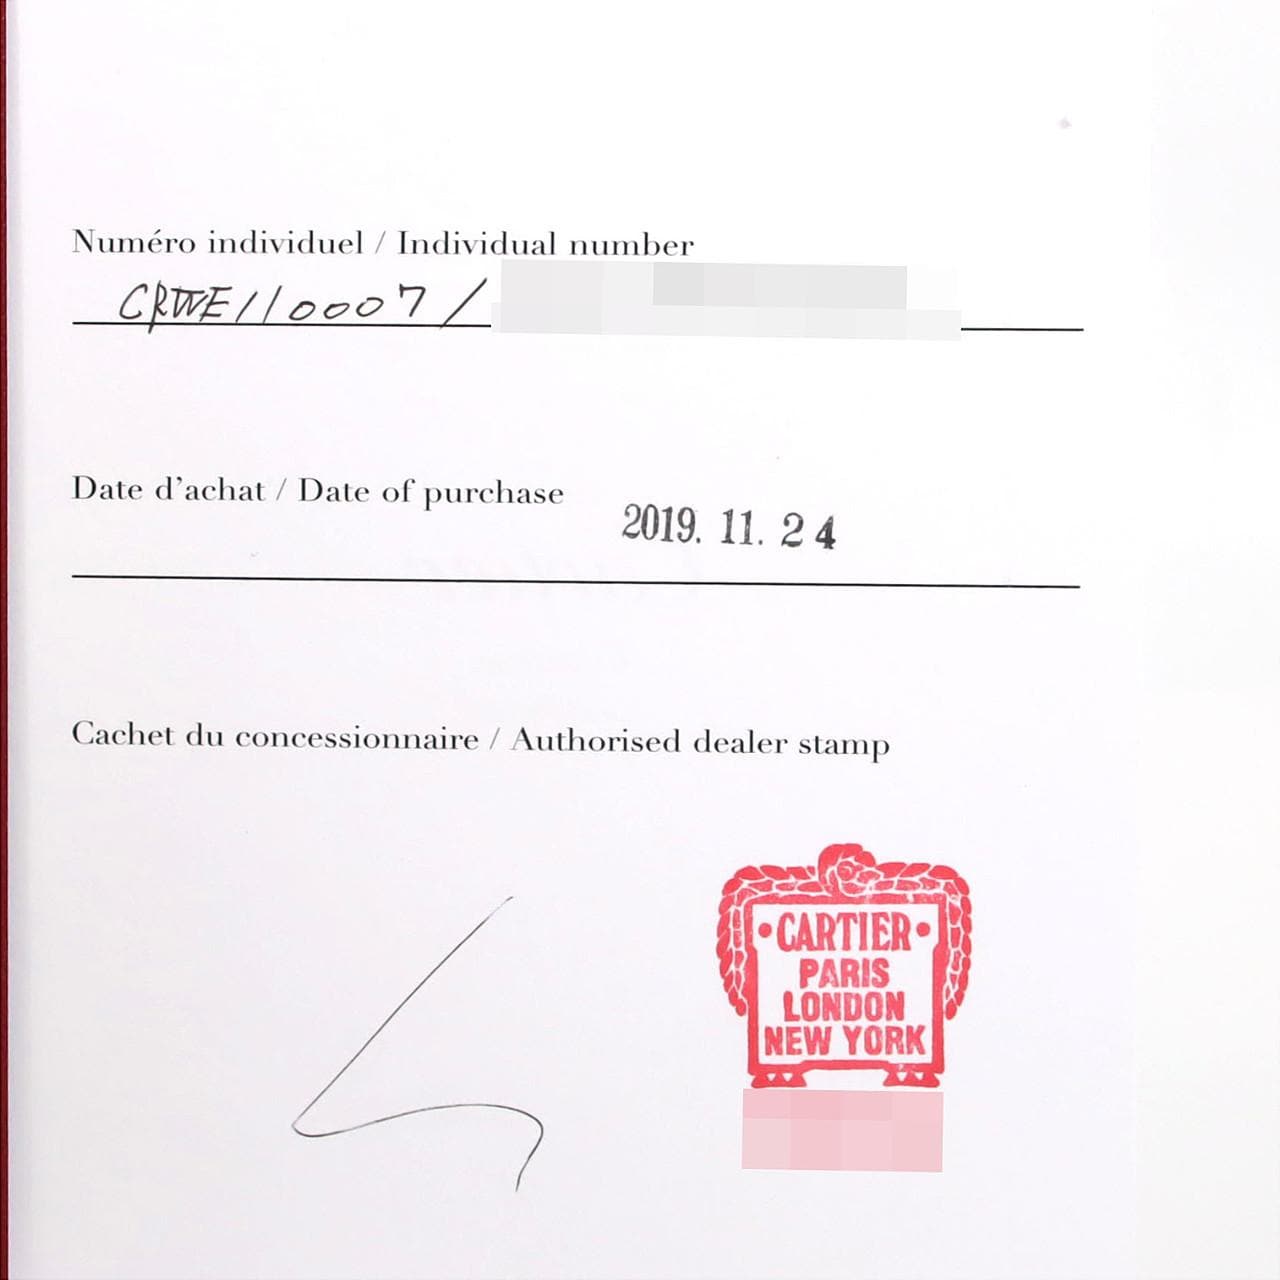 Numéro individuel / Individual number
CRWE110007 /
Date d'achat / Date of purchase
2019. 11. 24
Cachet du concessionnaire / Authorised dealer stamp
• CARTIER •
PARIS
LONDON
NEW YORK